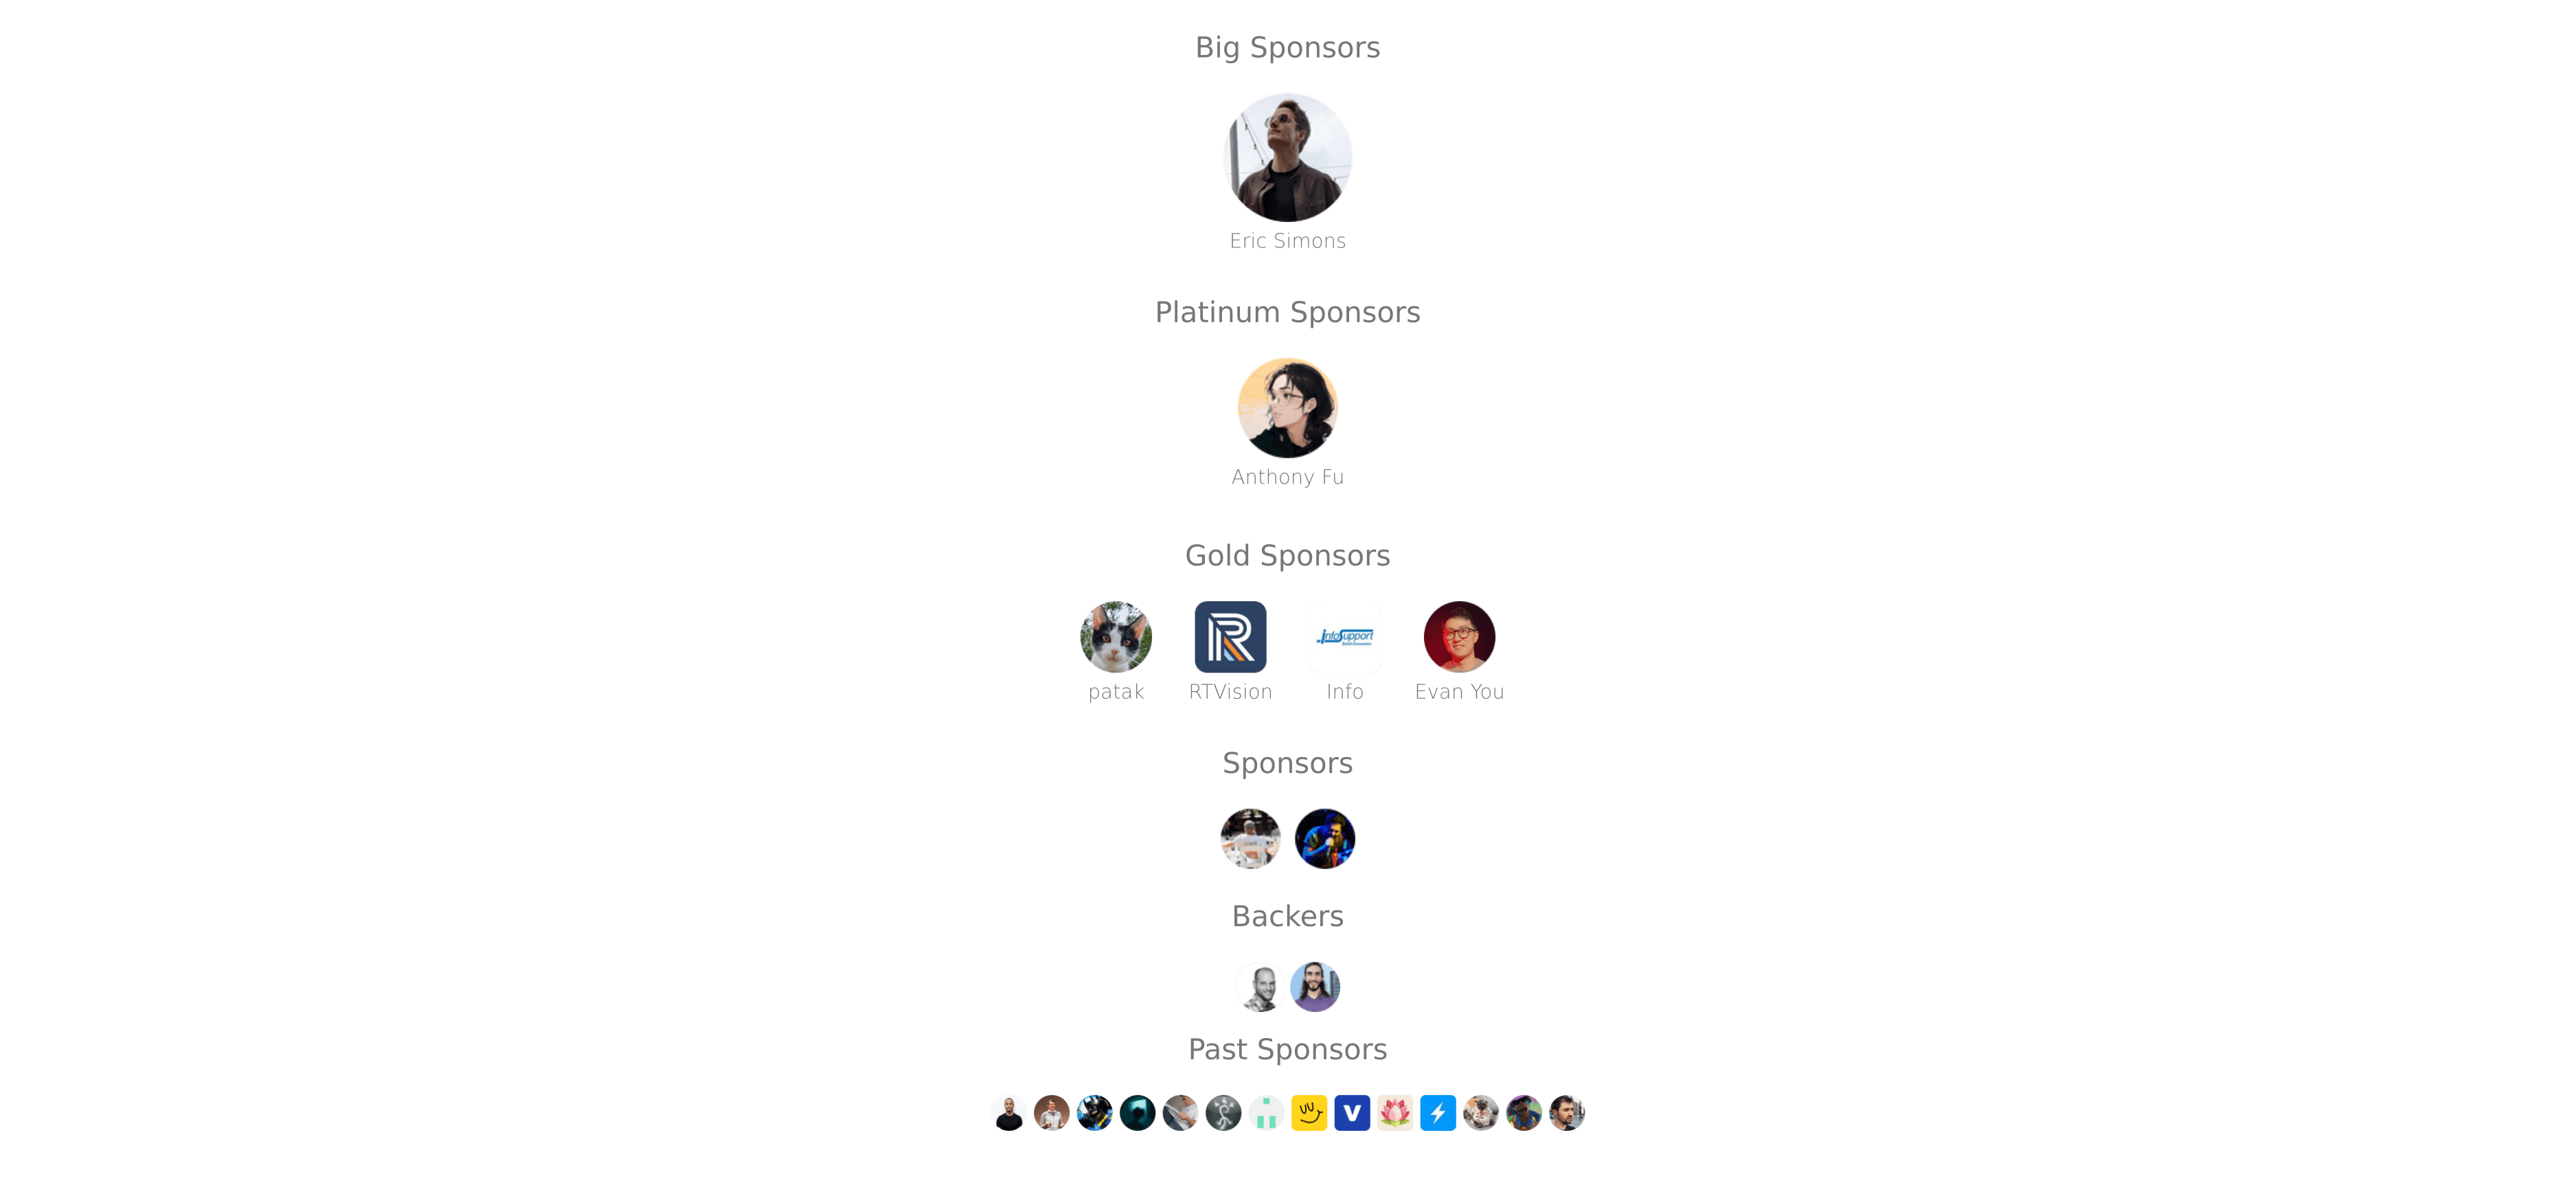 Big Sponsors
Eric Simons
Platinum Sponsors
Anthony Fu
Gold Sponsors
infoSupport
patak RTVision Info Evan You
Sponsors
Backers
Past Sponsors